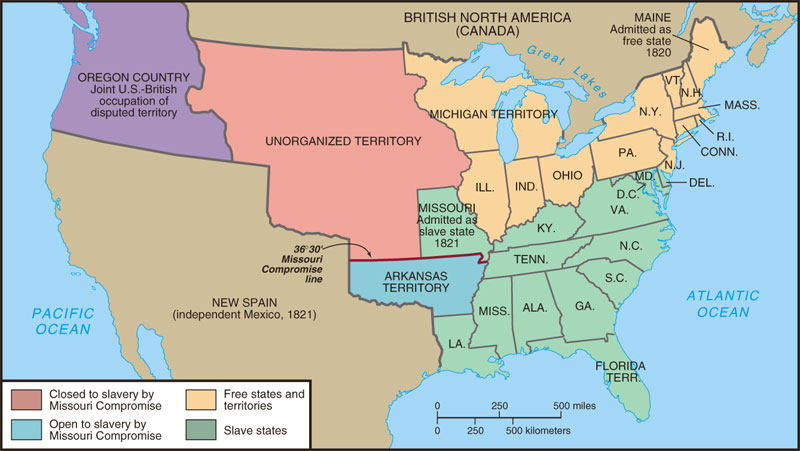 BRITISH NORTH AMERICA
(CANADA)
MAINE
Admitted as
free state
1820
Great Lakes
OREGON COUNTRY
Joint U.S.-British
occupation of
disputed territory
VT.
N.H.
MASS.
N.Y.
R.I.
CONN.
MICHIGAN TERRITORY
UNORGANIZED TERRITORY
PA.
N.J.
OHIO
ILL.
IND.
MD.
DEL.
D.C.
VA.
MISSOURI
Admitted as
slave state
1821
KY.
36°30'
Missouri
Compromise
line
N.C.
TENN.
ARKANSAS
TERRITORY
S.C.
NEW SPAIN
(independent Mexico, 1821)
MISS.
ALA.
GA.
PACIFIC
OCEAN
ATLANTIC
OCEAN
LA.
FLORIDA
TERR.
Closed to slavery by
Missouri Compromise
Free states and
territories
Open to slavery by
Missouri Compromise
Slave states
0 250 500 miles
0 250 500 kilometers